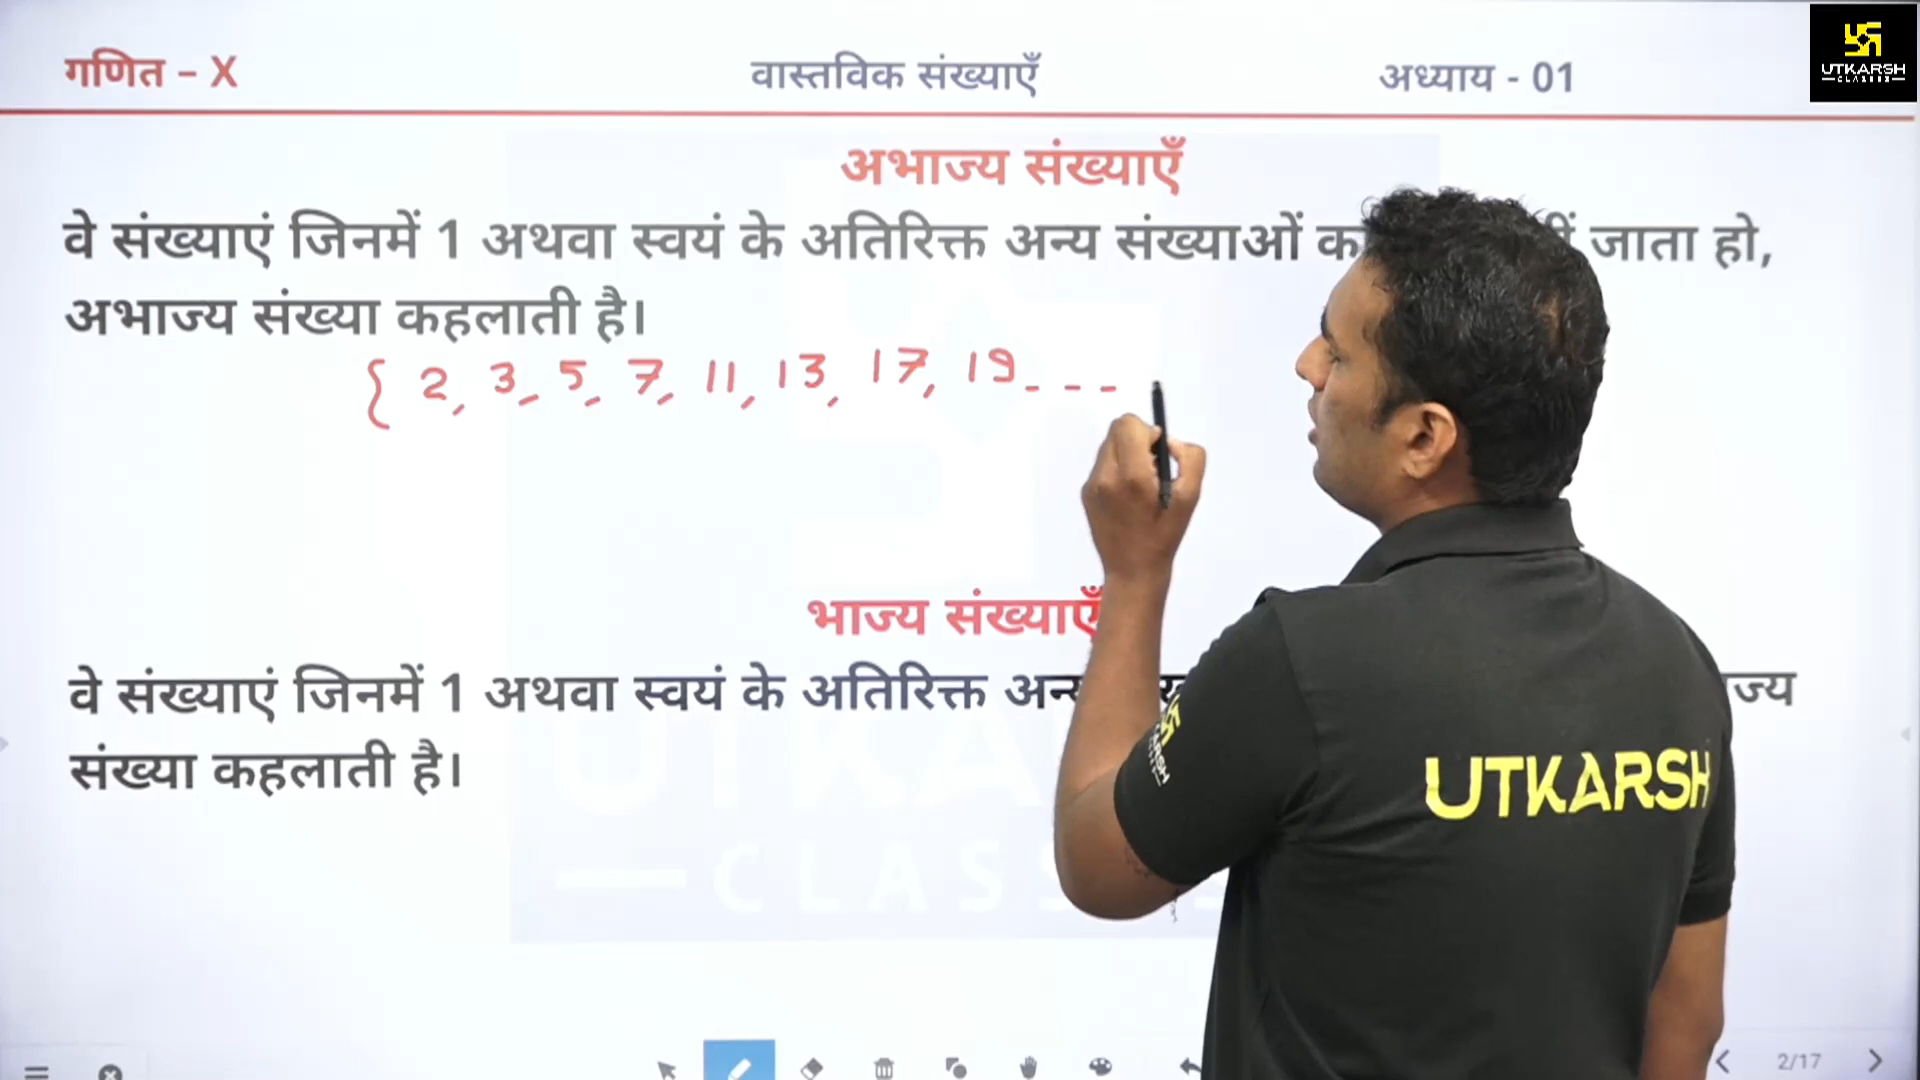 गणित – X
वास्तविक संख्याएँ
अध्याय - 01
UTKARSH
CLASSES
अभाज्य संख्याएँ
वे संख्याएं जिनमें 1 अथवा स्वयं के अतिरिक्त अन्य संख्याओं जाता हो,
अभाज्य संख्या कहलाती है।
{ 2, 3, 5, 7, 11, 13, 17, 19 - - -
भाज्य संख्याएँ
वे संख्याएं जिनमें 1 अथवा स्वयं के अतिरिक्त
संख्या कहलाती है।
UTKARSH
2/17